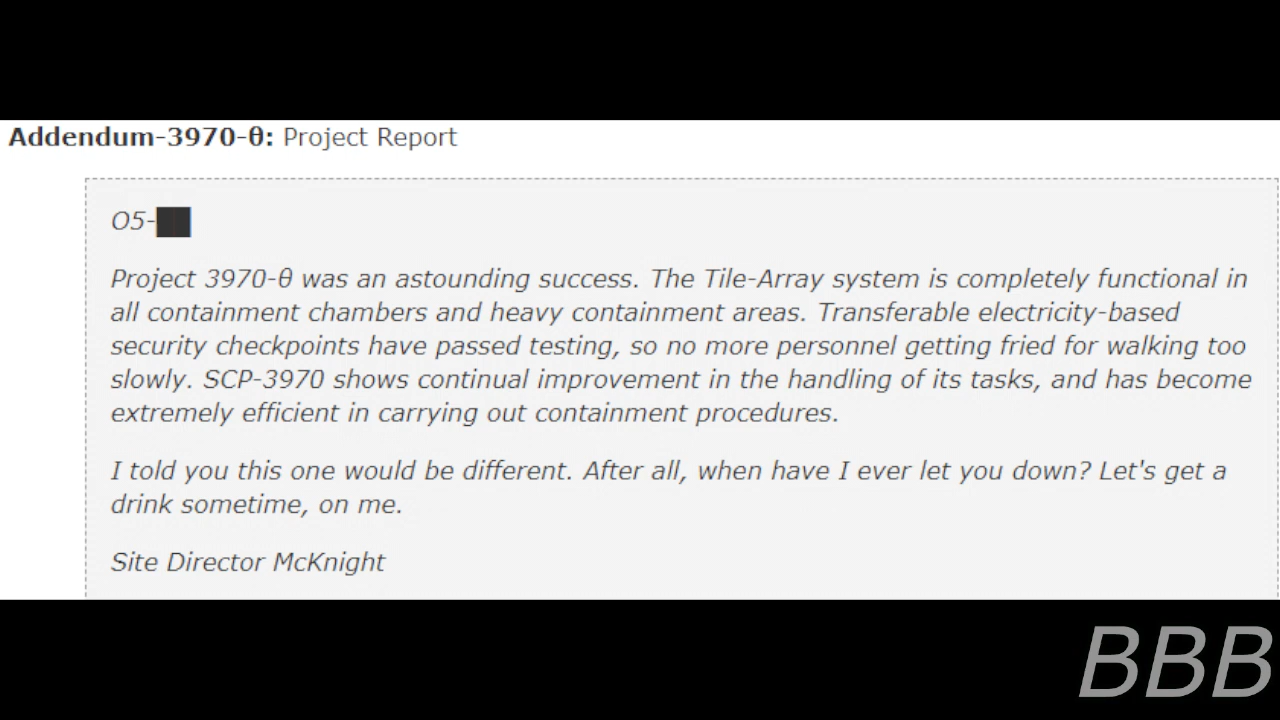 Addendum-3970-θ: Project Report
O5-██
Project 3970-θ was an astounding success. The Tile-Array system is completely functional in
all containment chambers and heavy containment areas. Transferable electricity-based
security checkpoints have passed testing, so no more personnel getting fried for walking too
slowly. SCP-3970 shows continual improvement in the handling of its tasks, and has become
extremely efficient in carrying out containment procedures.
I told you this one would be different. After all, when have I ever let you down? Let's get a
drink sometime, on me.
Site Director McKnight
BBB